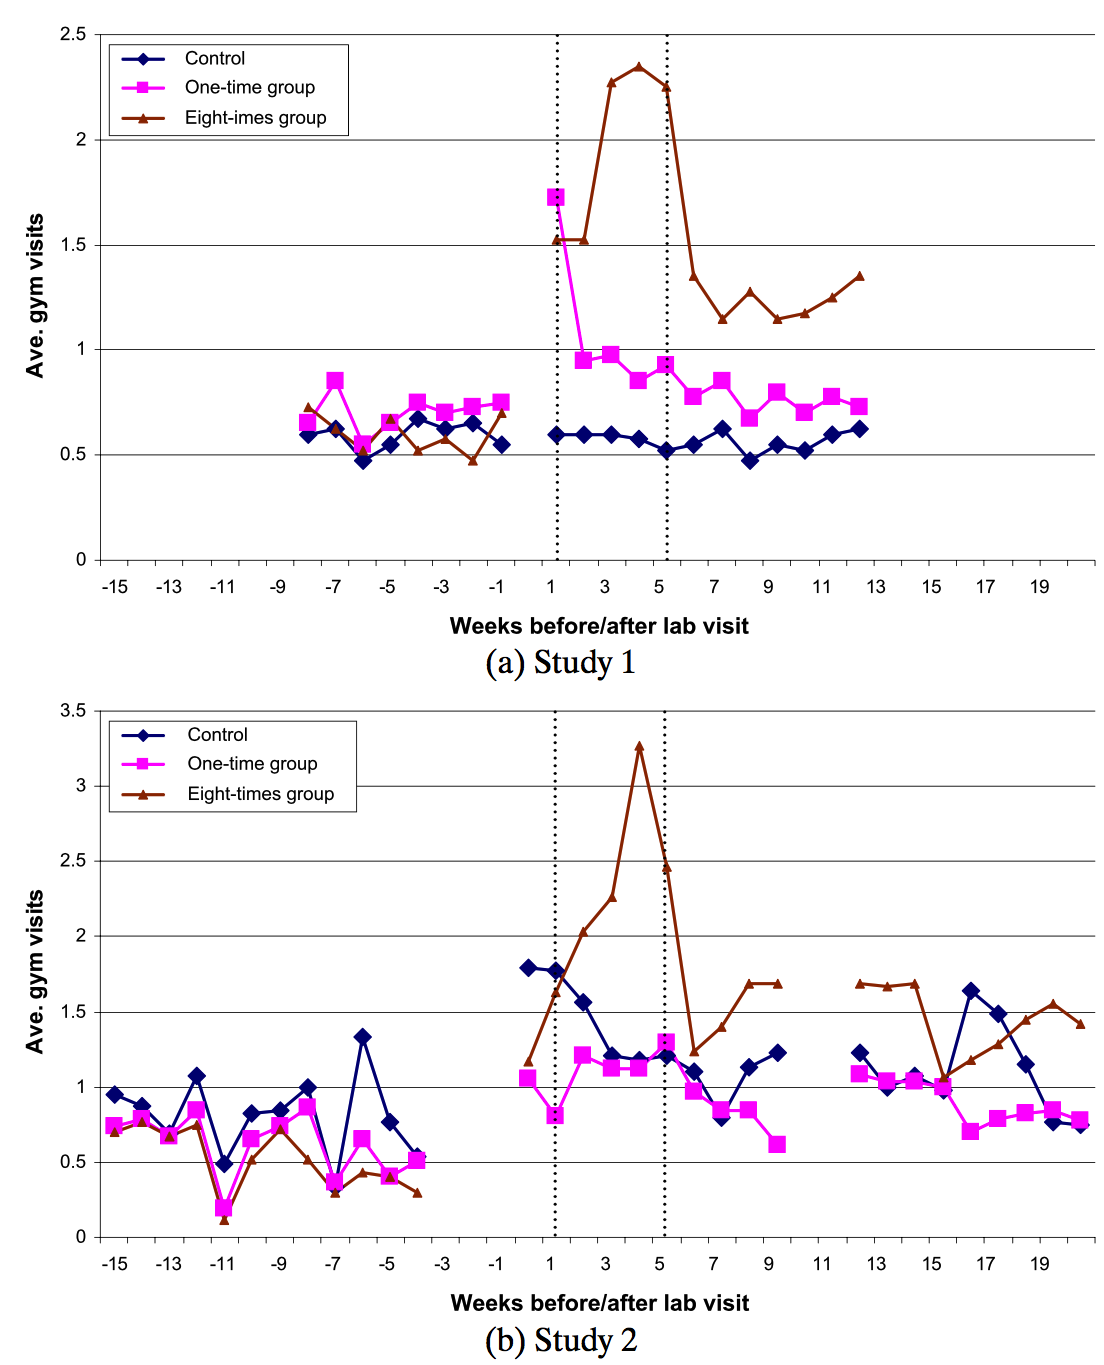 2.5
Control
One-time group
Eight-imes group
2
1.5
1
0.5
0
Ave. gym visits
-15 -13 -11 -9 -7 -5 -3 -1 1 3 5 7 9 11 13 15 17 19
Weeks before/after lab visit
(a) Study 1
3.5
Control
One-time group
Eight-times group
3
2.5
2
1.5
1
0.5
0
Ave. gym visits
-15 -13 -11 -9 -7 -5 -3 -1 1 3 5 7 9 11 13 15 17 19
Weeks before/after lab visit
(b) Study 2